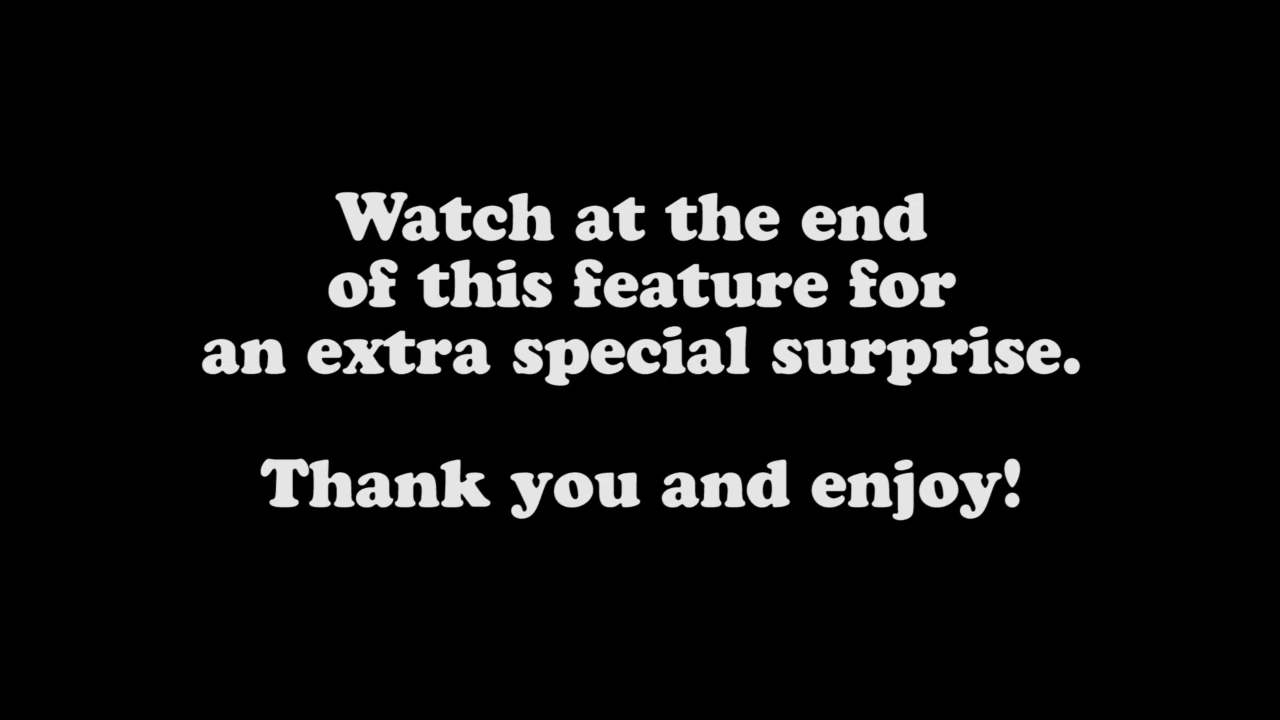 Watch at the end
of this feature for
an extra special surprise.
Thank you and enjoy!